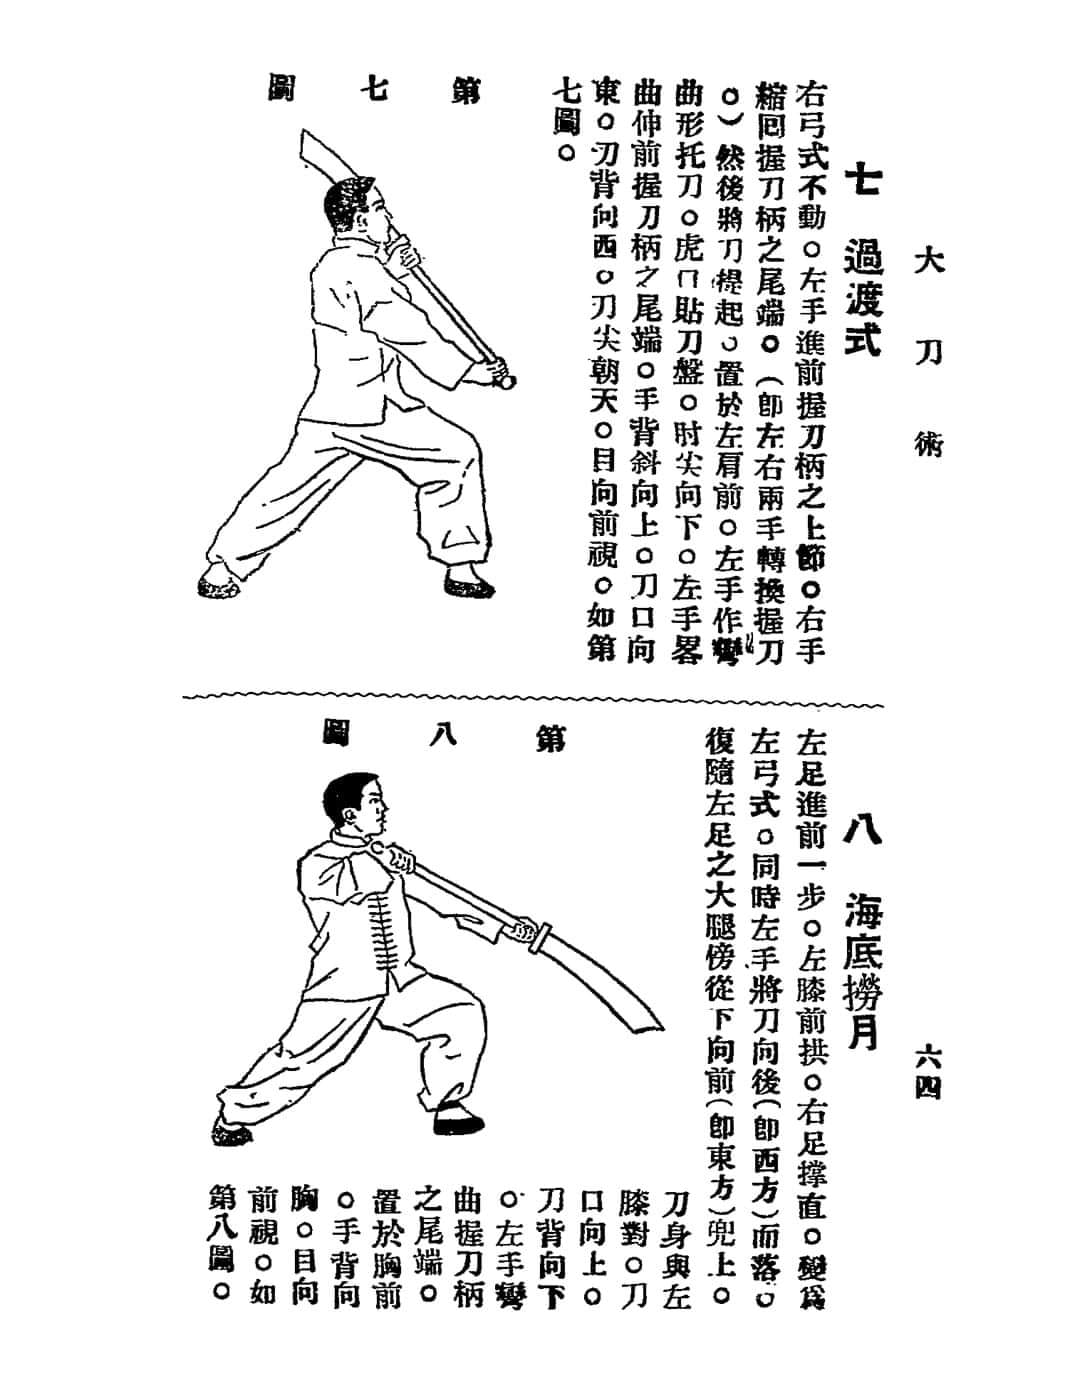 大刀術
六四
七　過渡式
右弓式不動。左手進前握刀柄之上節。右手
縮囘握刀柄之尾端。（卽左右兩手轉換握刀
。）然後將刀提起。置於左肩前。左手作彎
曲形托刀。虎口貼刀盤。肘尖向下。左手畧
曲伸前握刀柄之尾端。手背斜向上。刀口向
東。刃背向西。刃尖朝天。目向前視。如第
七圖。
第七圖
八　海底撈月
左足進前一步。左膝前拱。右足撑直。變爲
左弓式。同時左手將刀向後（卽西方）而落。
復隨左足之大腿傍從下向前（卽東方）兜上。
刀身與左
膝對。刀
口向上。
刀背向下
。左手彎
曲握刀柄
之尾端。
置於胸前
。手背向
胸。目向
前視。如
第八圖。
第八圖